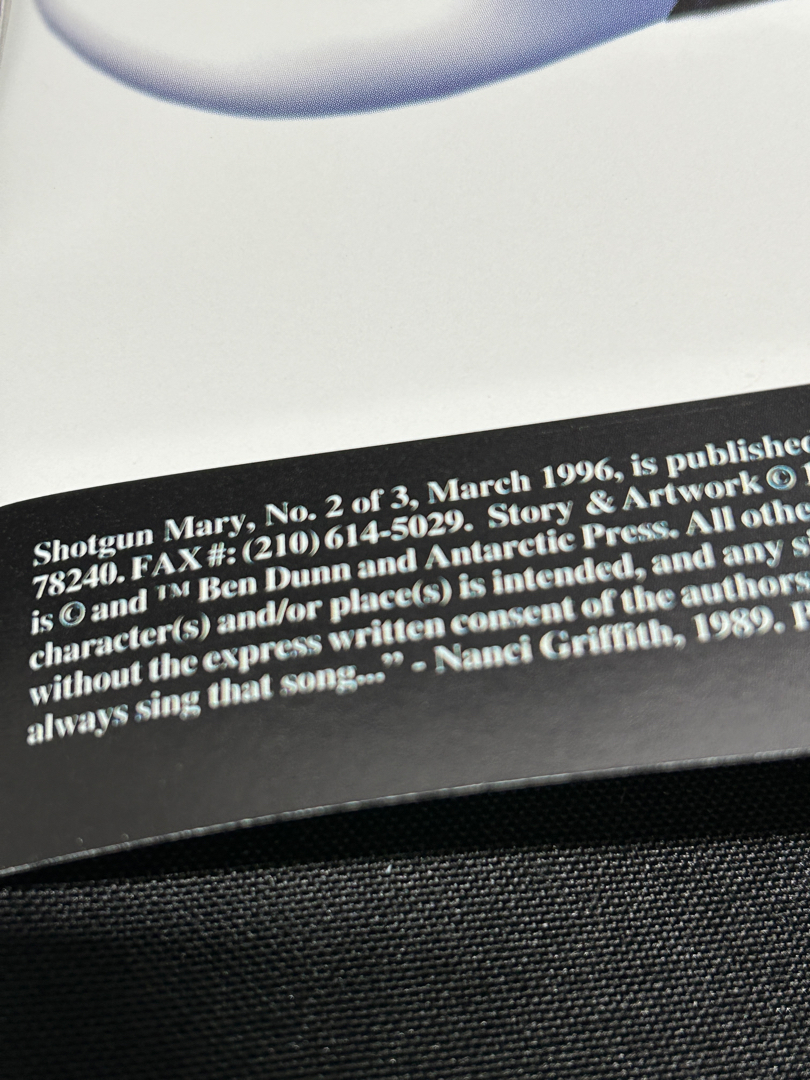 Shotgun Mary, No. 2 of 3, March 1996, is published
78240. FAX #: (210) 614-5029. Story & Artwork ©
is © and ™ Ben Dunn and Antarctic Press. All othe
character(s) and/or place(s) is intended, and any si
without the express written consent of the authors
always sing that song..." - Nanci Griffith, 1989.